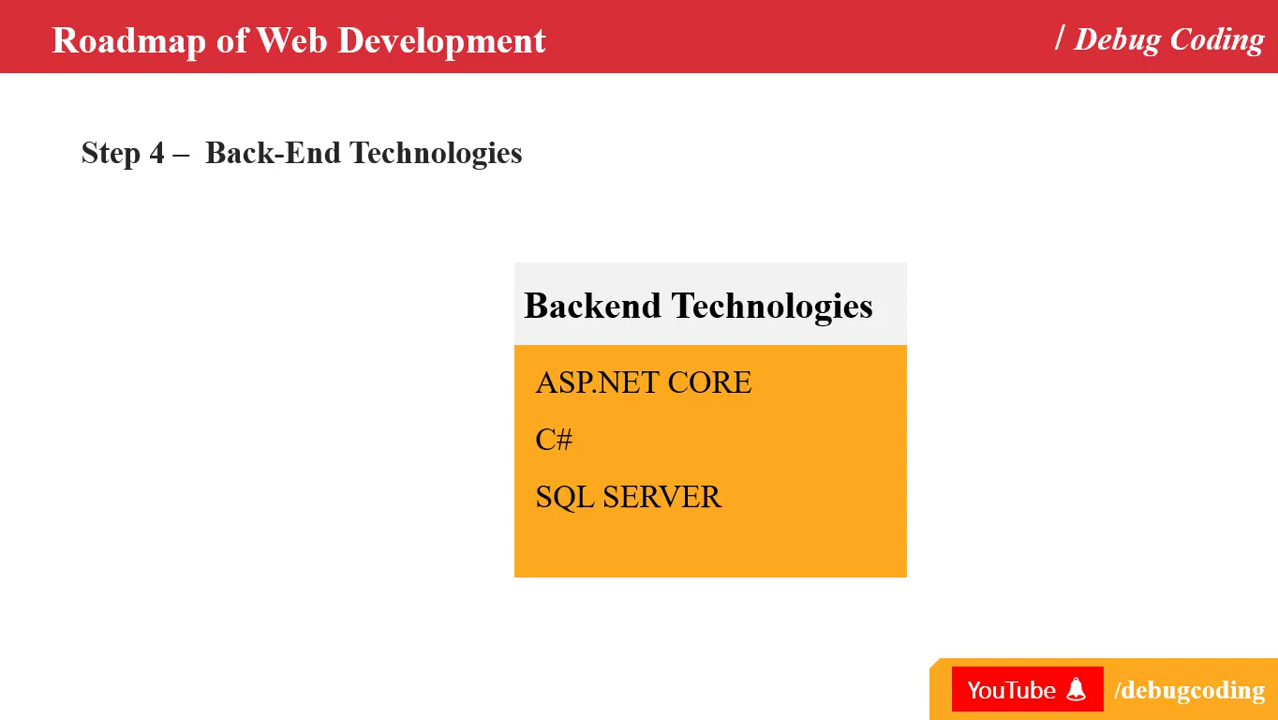 Roadmap of Web Development
/ Debug Coding
Step 4 – Back-End Technologies
Backend Technologies
ASP.NET CORE
C#
SQL SERVER
YouTube /debugcoding